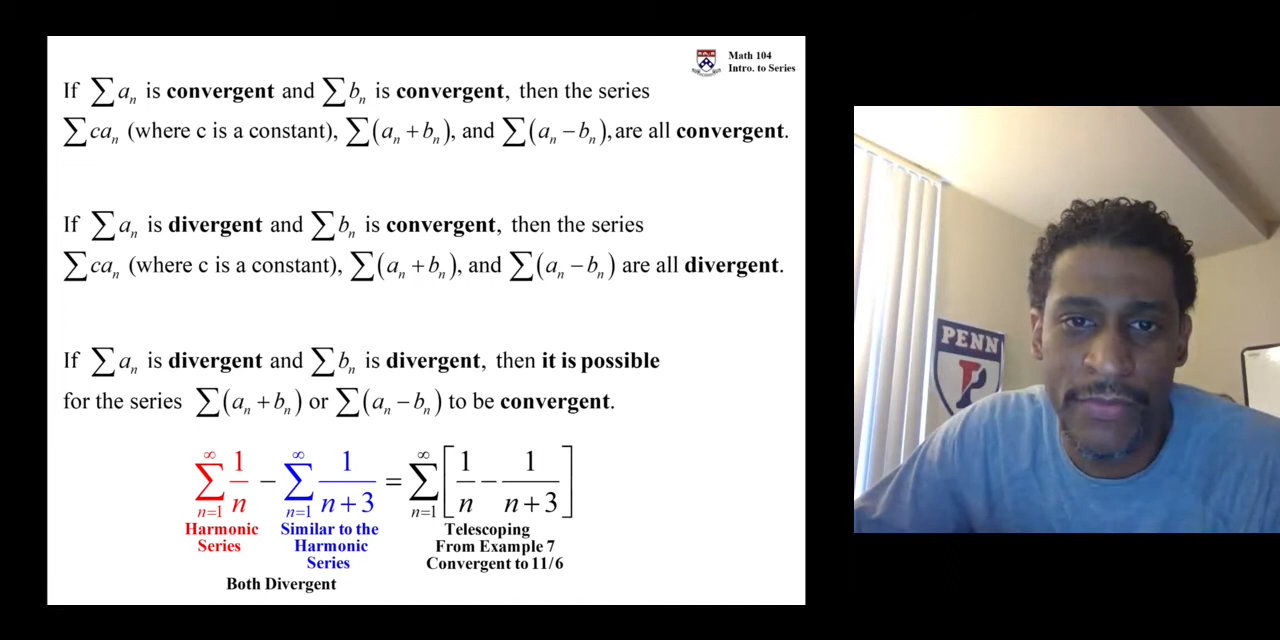 Math 104
Intro. to Series
If ∑ aₙ is convergent and ∑ bₙ is convergent, then the series
∑ caₙ (where c is a constant), ∑(aₙ + bₙ), and ∑(aₙ − bₙ), are all convergent.
If ∑ aₙ is divergent and ∑ bₙ is convergent, then the series
∑ caₙ (where c is a constant), ∑(aₙ + bₙ), and ∑(aₙ − bₙ) are all divergent.
If ∑ aₙ is divergent and ∑ bₙ is divergent, then it is possible
for the series ∑(aₙ + bₙ) or ∑(aₙ − bₙ) to be convergent.
∞∑n=1 1/n − ∞∑n=1 1/(n+3) = ∞∑n=1 [1/n − 1/(n+3)]
Harmonic Series
Similar to the Harmonic Series
Both Divergent
Telescoping
From Example 7
Convergent to 11/6
PENN
P